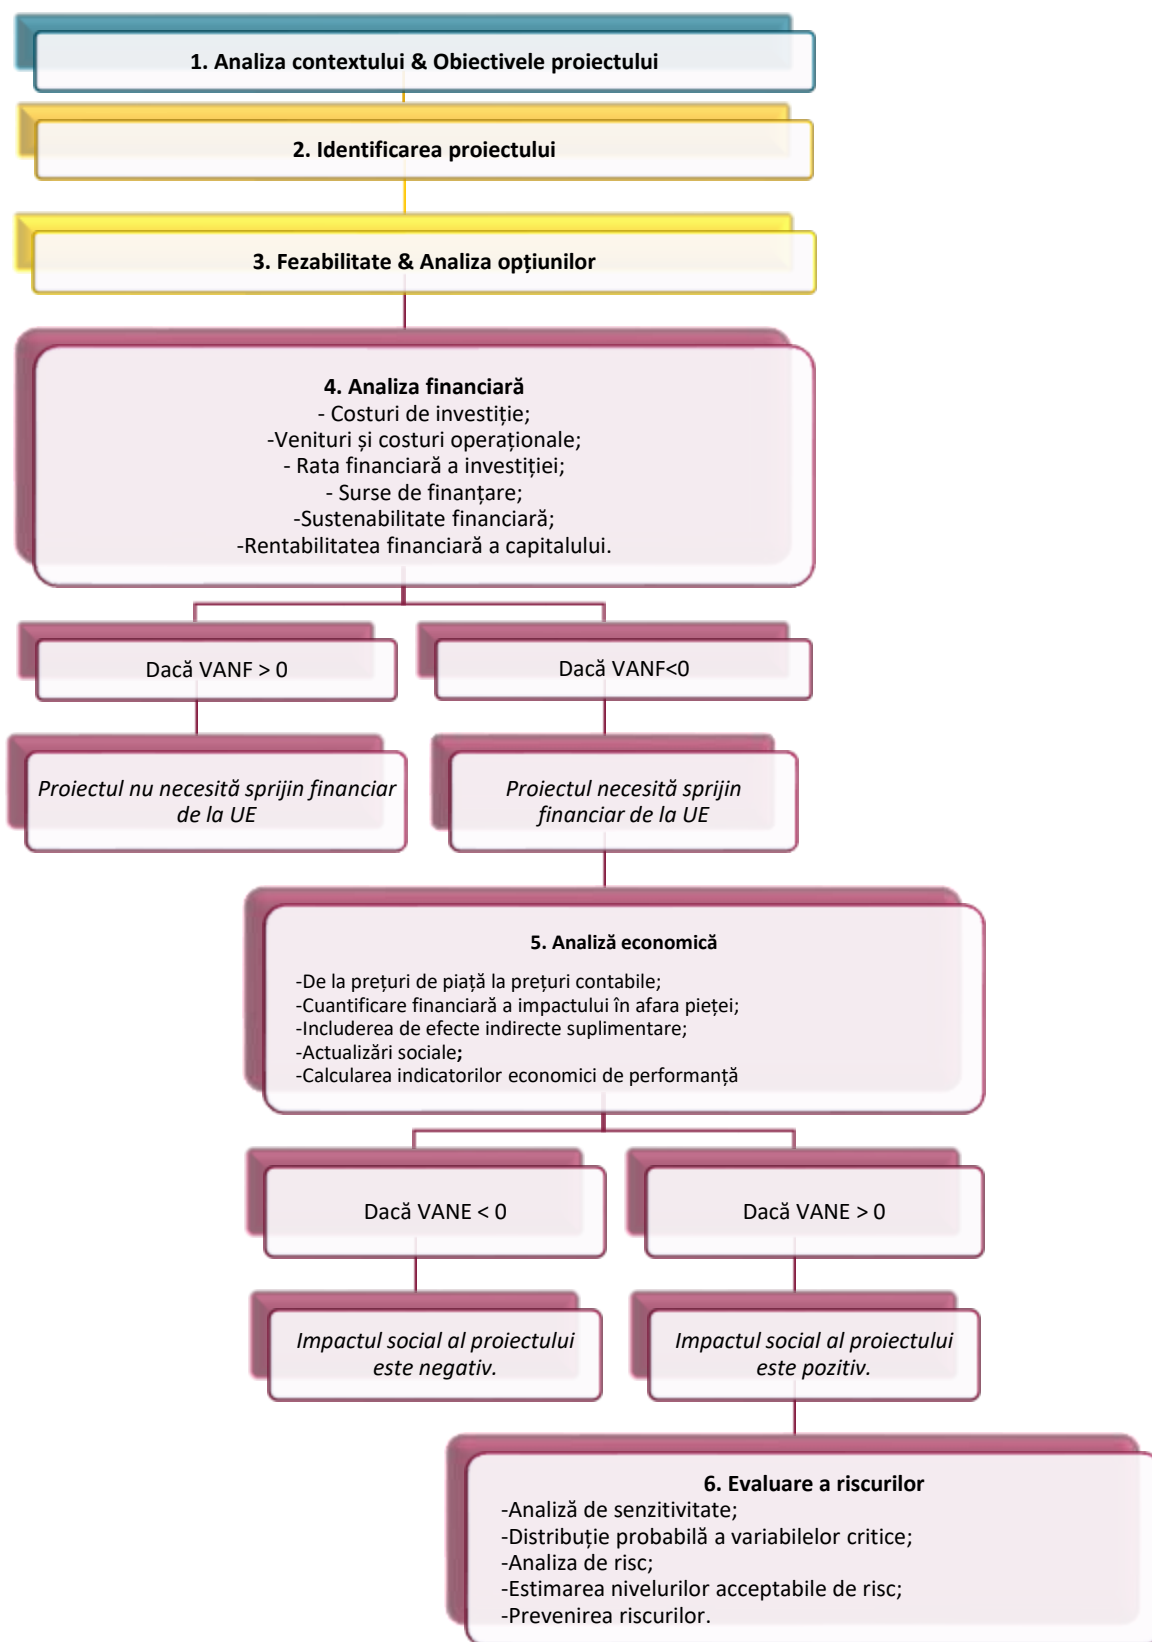 1. Analiza contextului & Obiectivele proiectului
2. Identificarea proiectului
3. Fezabilitate & Analiza opțiunilor
4. Analiza financiară
- Costuri de investiție;
-Venituri și costuri operaționale;
- Rata financiară a investiției;
- Surse de finanțare;
-Sustenabilitate financiară;
-Rentabilitatea financiară a capitalului.
Dacă VANF > 0
Dacă VANF<0
Proiectul nu necesită sprijin financiar
de la UE
Proiectul necesită sprijin
financiar de la UE
5. Analiză economică
-De la prețuri de piață la prețuri contabile;
-Cuantificare financiară a impactului în afara pieței;
-Includerea de efecte indirecte suplimentare;
-Actualizări sociale;
-Calcularea indicatorilor economici de performanță
Dacă VANE < 0
Dacă VANE > 0
Impactul social al proiectului
este negativ.
Impactul social al proiectului
este pozitiv.
6. Evaluare a riscurilor
-Analiză de senzitivitate;
-Distribuție probabilă a variabilelor critice;
-Analiza de risc;
-Estimarea nivelurilor acceptabile de risc;
-Prevenirea riscurilor.